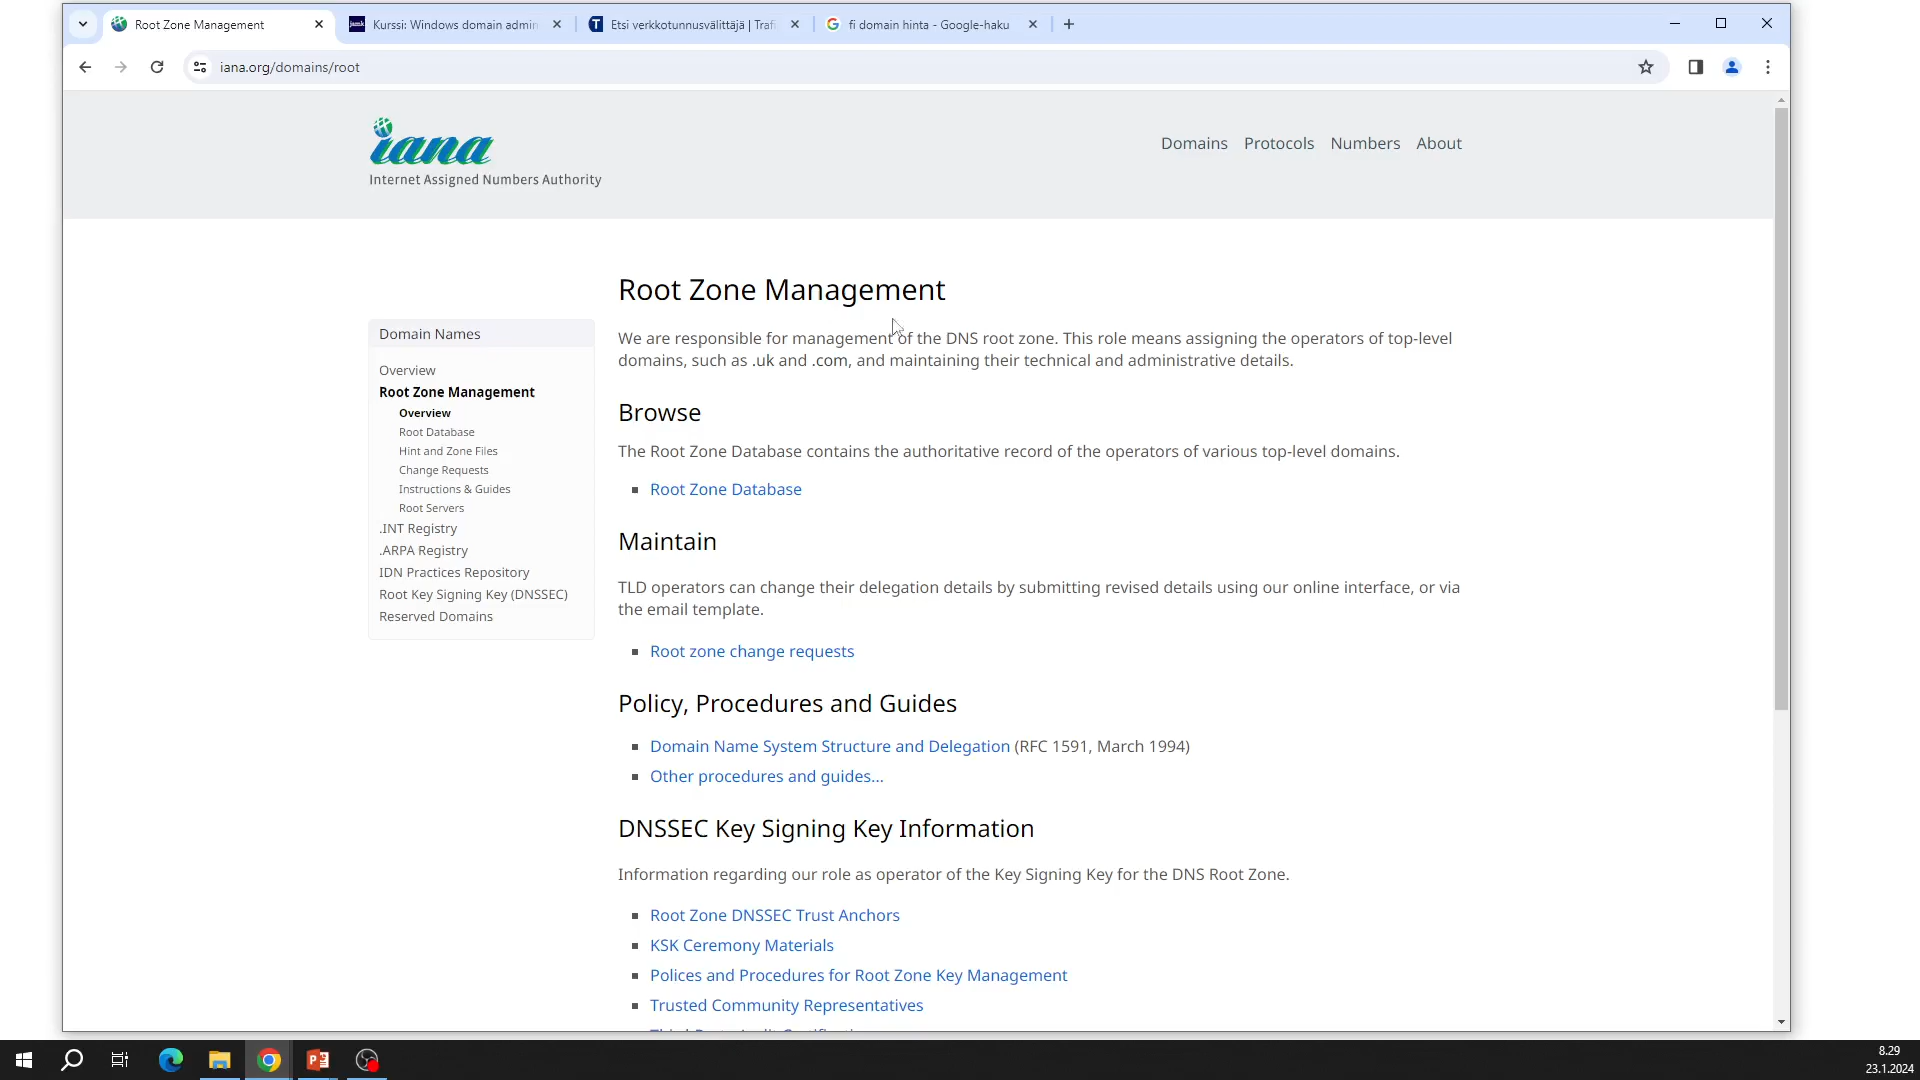 Root Zone Management
Kurssi: Windows domain admin
Etsi verkkotunnusvälittäjä | Trafi
fi domain hinta - Google-haku
iana.org/domains/root
iana
Internet Assigned Numbers Authority
Domains Protocols Numbers About
Domain Names
Overview
Root Zone Management
Overview
Root Database
Hint and Zone Files
Change Requests
Instructions & Guides
Root Servers
.INT Registry
.ARPA Registry
IDN Practices Repository
Root Key Signing Key (DNSSEC)
Reserved Domains
Root Zone Management
We are responsible for management of the DNS root zone. This role means assigning the operators of top-level
domains, such as .uk and .com, and maintaining their technical and administrative details.
Browse
The Root Zone Database contains the authoritative record of the operators of various top-level domains.
Root Zone Database
Maintain
TLD operators can change their delegation details by submitting revised details using our online interface, or via
the email template.
Root zone change requests
Policy, Procedures and Guides
Domain Name System Structure and Delegation (RFC 1591, March 1994)
Other procedures and guides...
DNSSEC Key Signing Key Information
Information regarding our role as operator of the Key Signing Key for the DNS Root Zone.
Root Zone DNSSEC Trust Anchors
KSK Ceremony Materials
Polices and Procedures for Root Zone Key Management
Trusted Community Representatives
8.29
23.1.2024